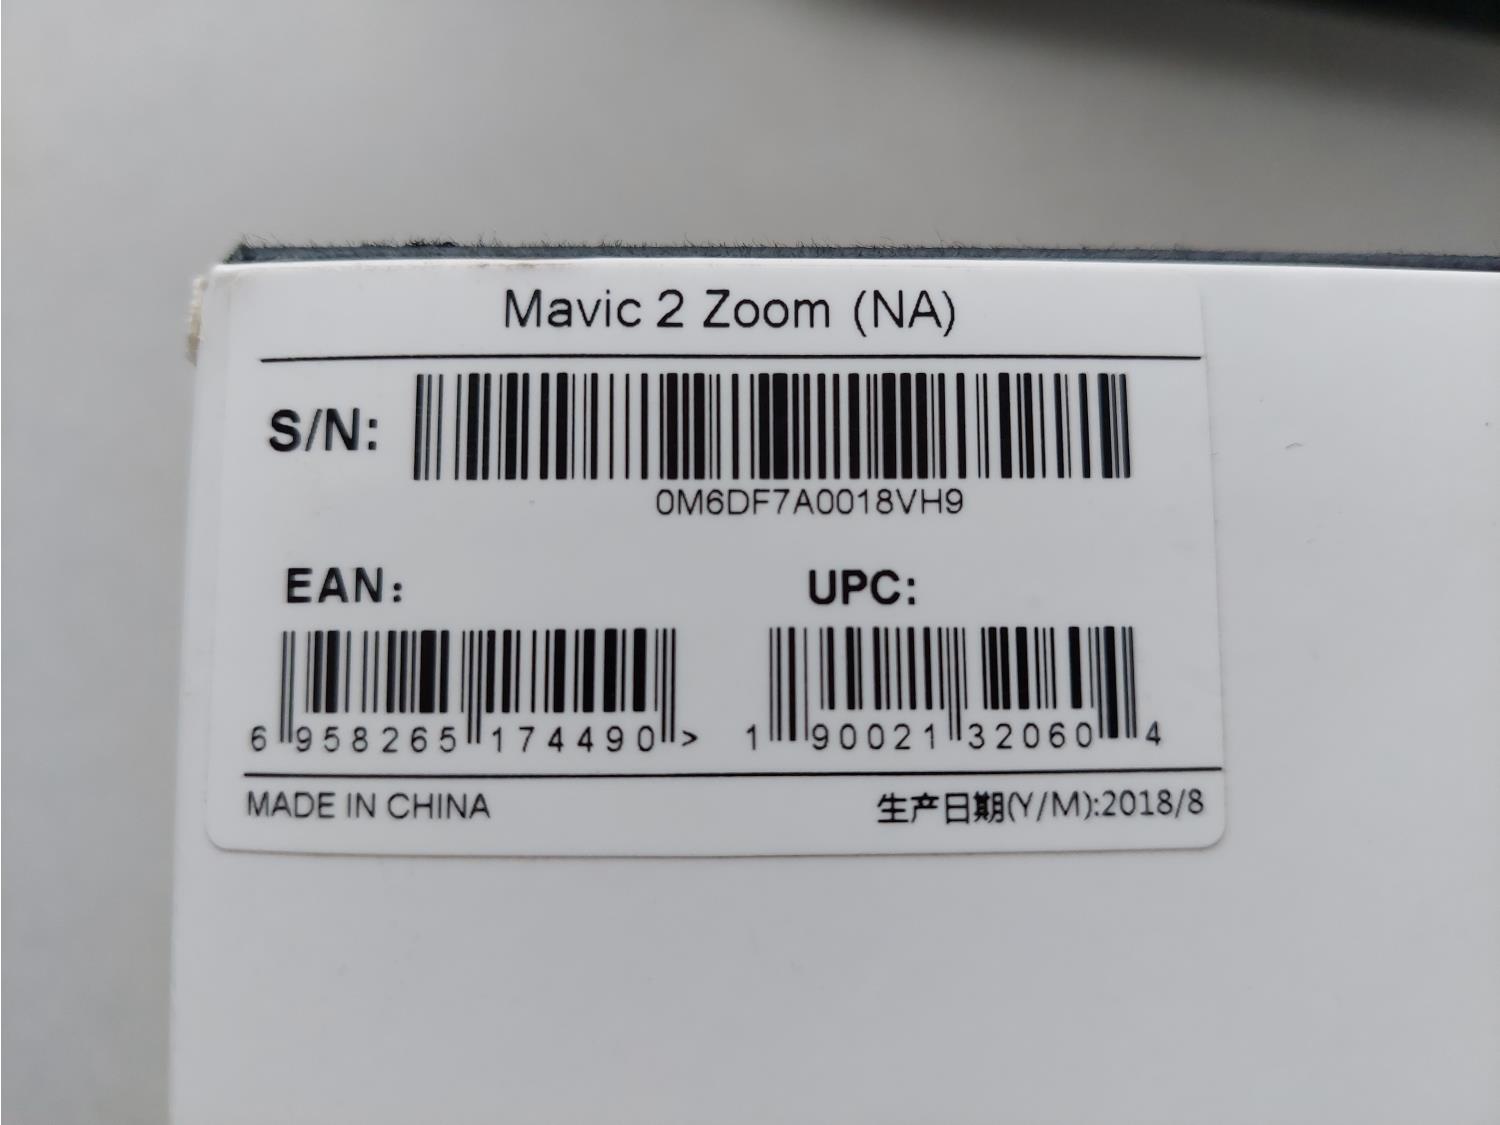 Mavic 2 Zoom (NA)
S/N:
0M6DF7A0018VH9
EAN: UPC:
6 958265 174490 > 1 90021 32060 4
MADE IN CHINA 生产日期(Y/M):2018/8